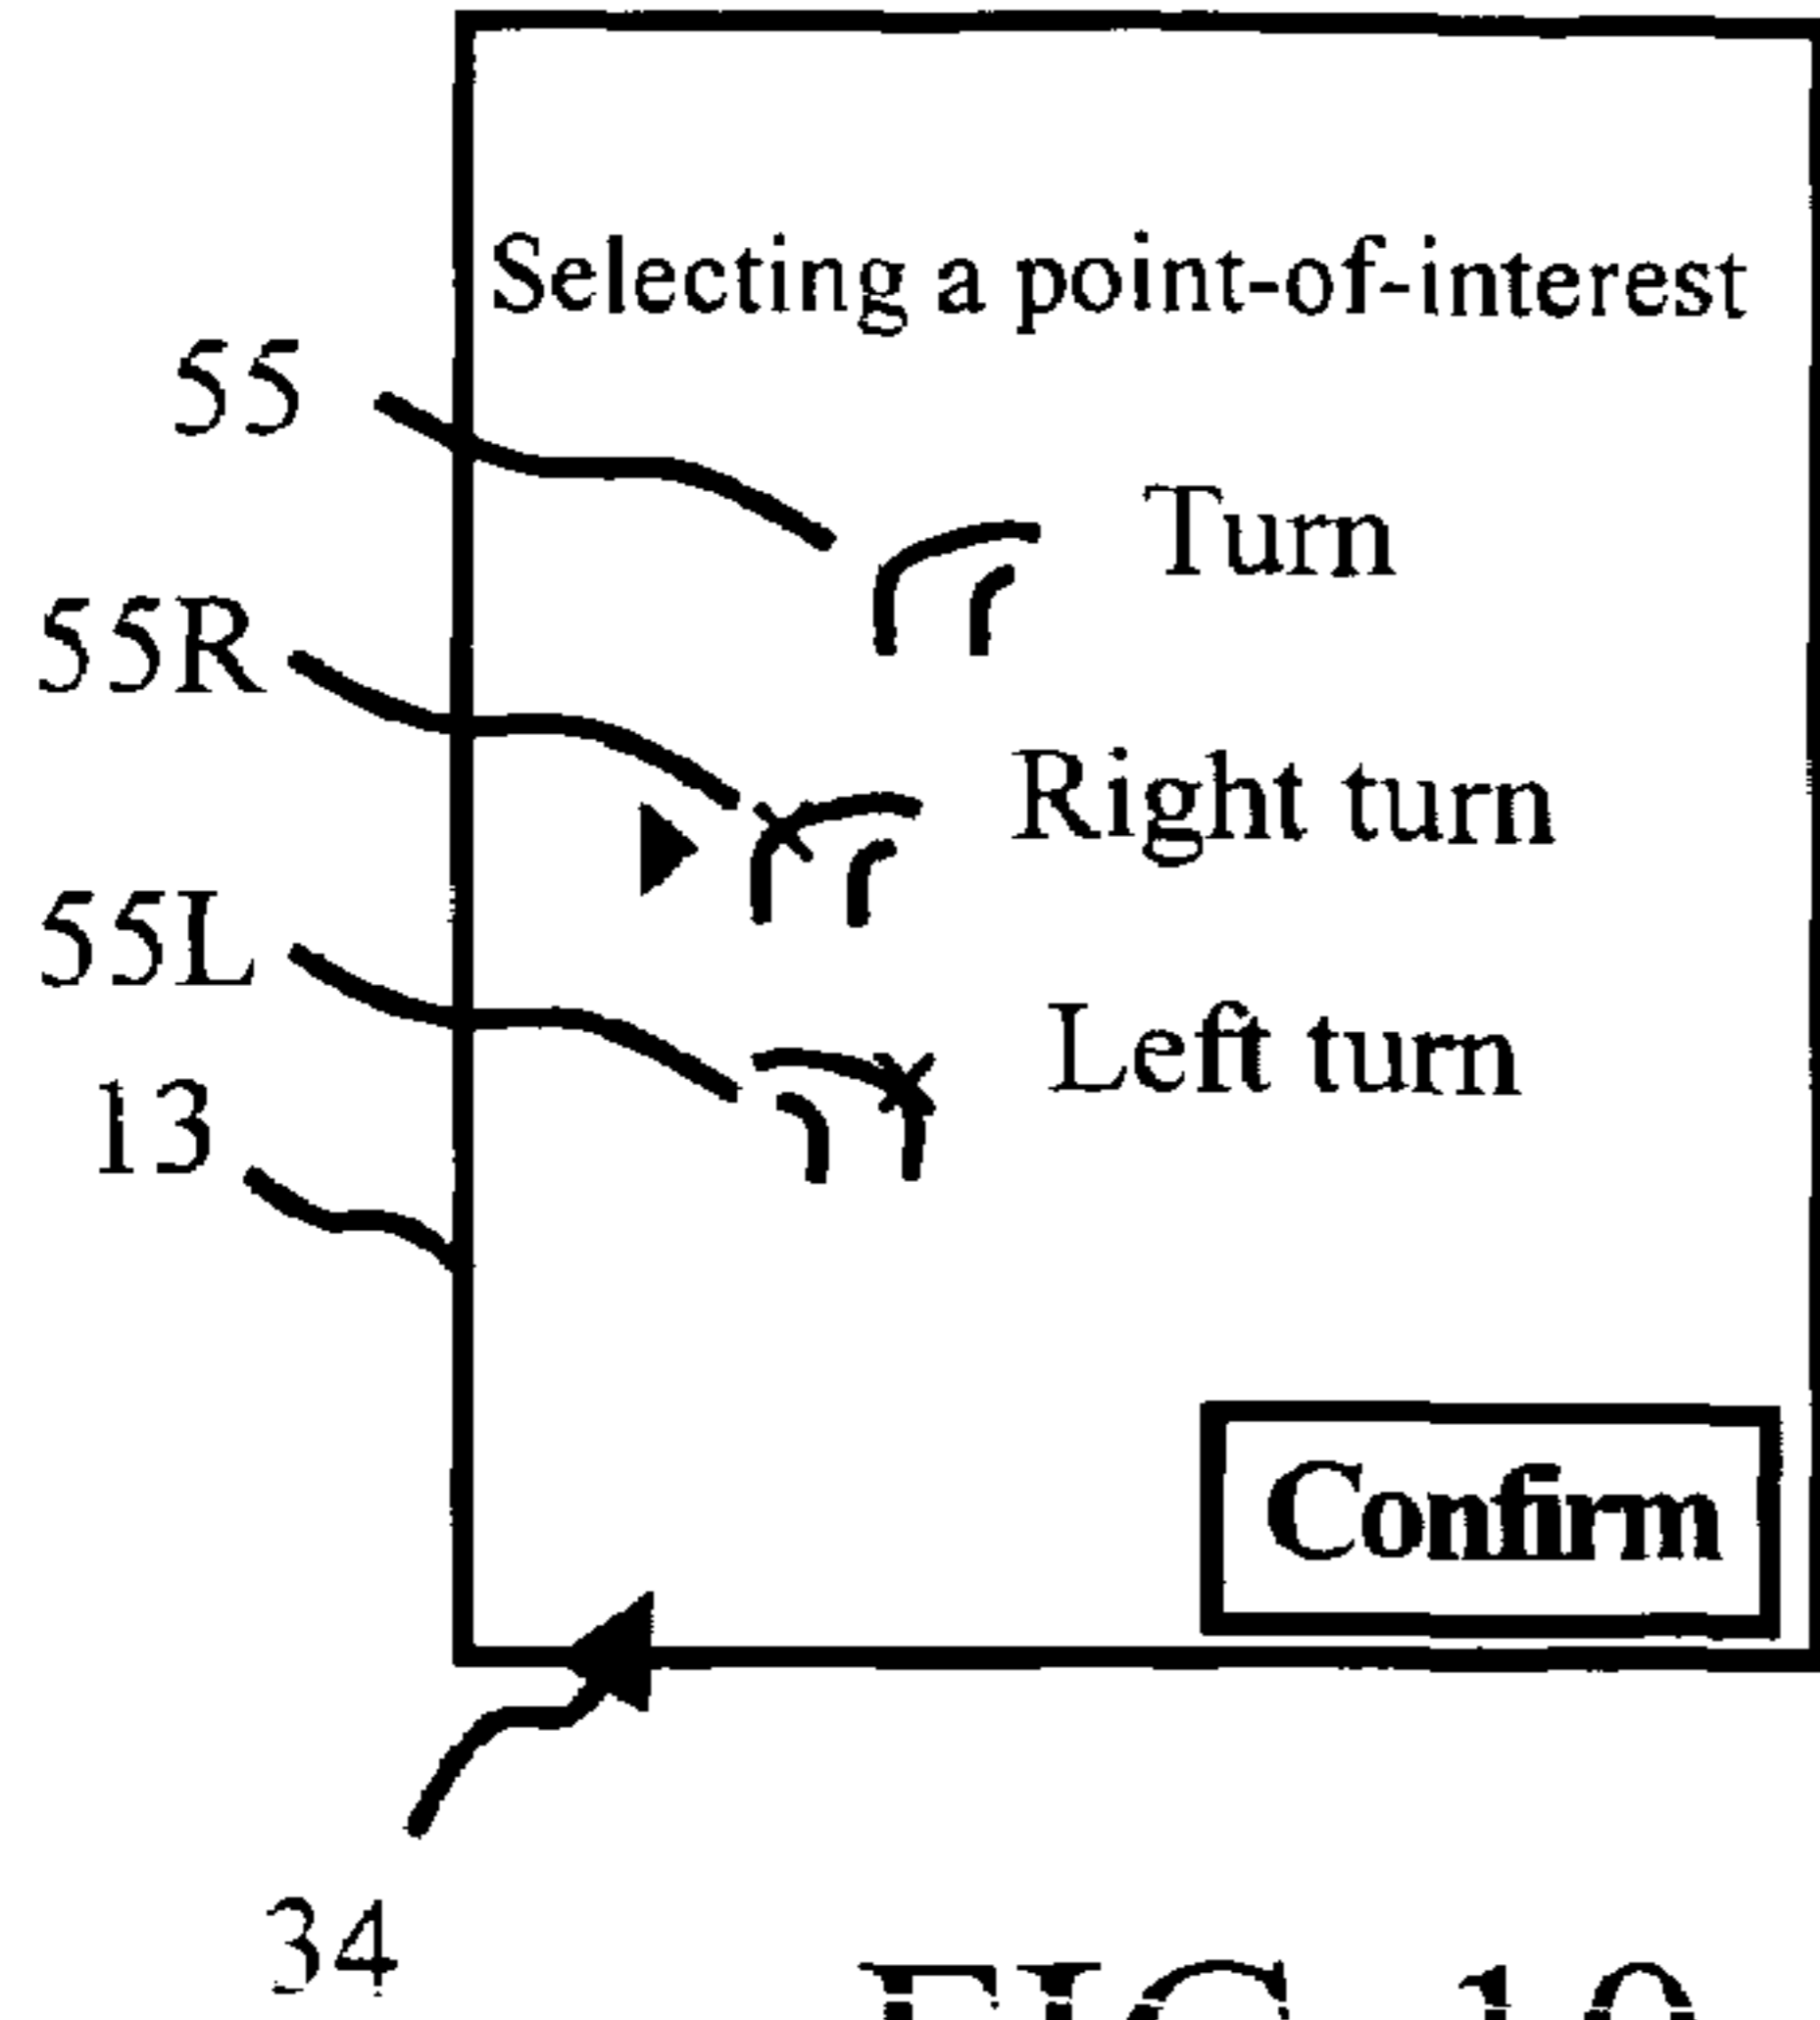 Selecting a point-of-interest
55
Turn
55R
Right turn
55L
Left turn
13
Confirm
34